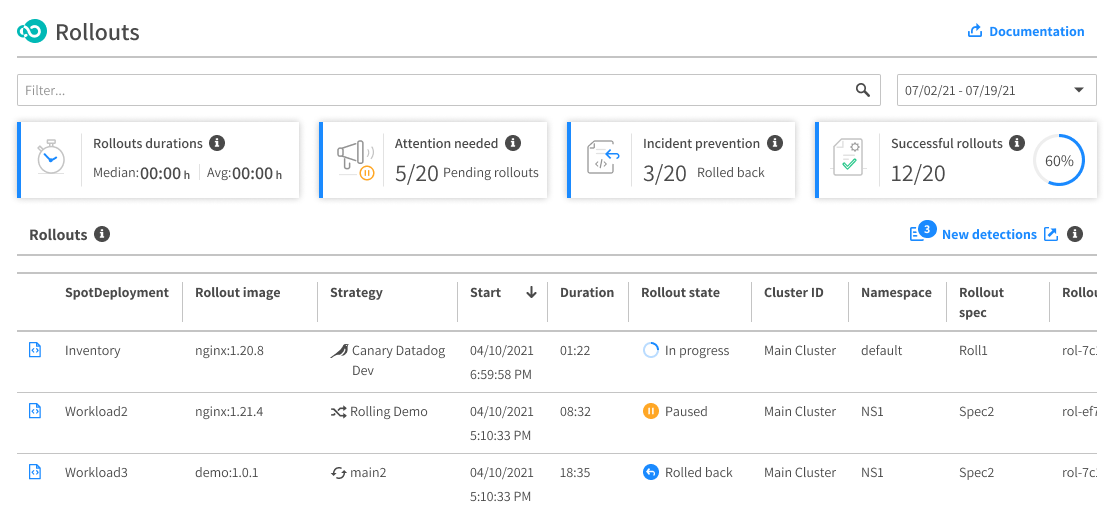 Rollouts
Documentation
Filter...
07/02/21 - 07/19/21
Rollouts durations
Median: 00:00 h Avg: 00:00 h
Attention needed
5/20 Pending rollouts
Incident prevention
3/20 Rolled back
Successful rollouts
12/20
60%
Rollouts
3 New detections
SpotDeployment Rollout image Strategy Start Duration Rollout state Cluster ID Namespace Rollout Rollou
spec
Inventory nginx:1.20.8 Canary Datadog 04/10/2021 01:22 In progress Main Cluster default Roll1 rol-7c
Dev 6:59:58 PM
Workload2 nginx:1.21.4 Rolling Demo 04/10/2021 08:32 Paused Main Cluster NS1 Spec2 rol-ef7
5:10:33 PM
Workload3 demo:1.0.1 main2 04/10/2021 18:35 Rolled back Main Cluster NS1 Spec2 rol-7c
5:10:33 PM